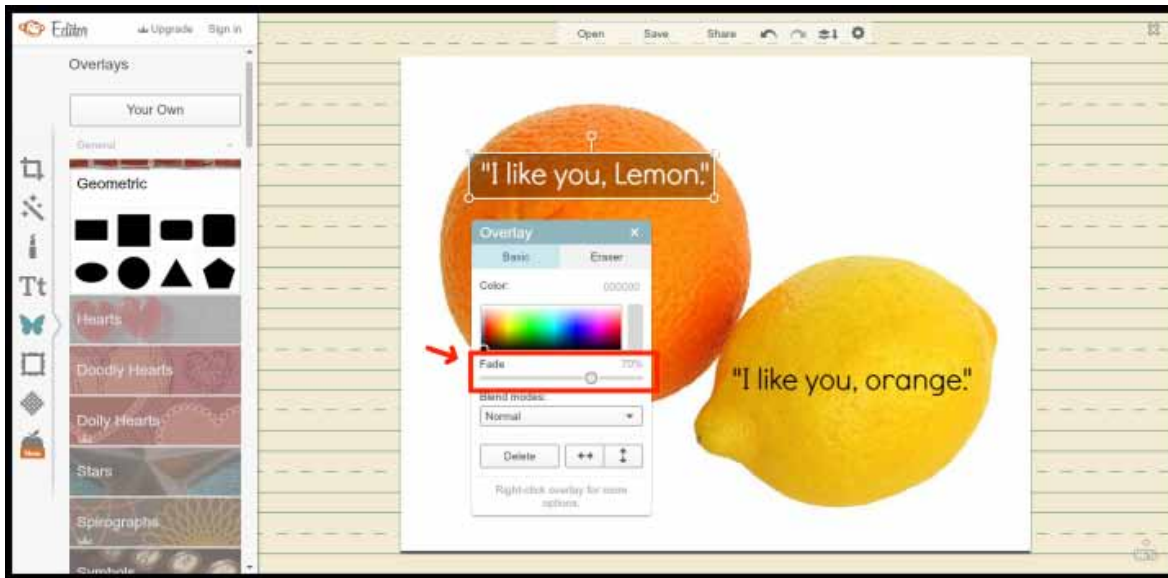 Editor
Upgrade
Sign in
Open
Save
Share
Overlays
Your Own
General
Geometric
Hearts
Doodly Hearts
Doily Hearts
Stars
Spirographs
Symbols
Tt
"I like you, Lemon."
Overlay
×
Basic
Eraser
Color:
000000
Fade
70%
Blend modes:
Normal
Delete
Right-click overlay for more
options.
"I like you, orange."